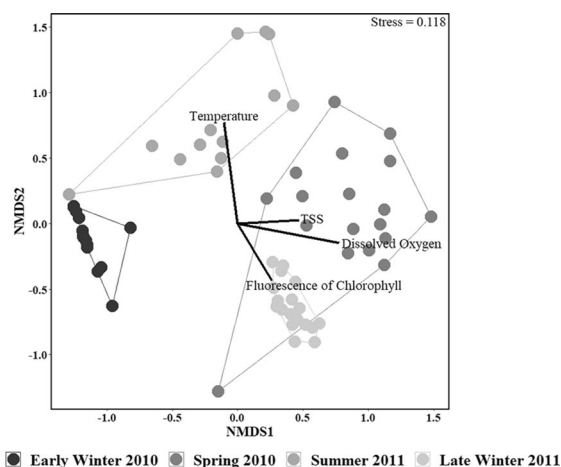 Stress = 0.118
1.5
1.0
Temperature
0.5
NMDS2
0.0
TSS
Dissolved Oxygen
-0.5
Fluorescence of Chlorophyll
-1.0
-1.0 -0.5 0.0 0.5 1.0 1.5
NMDS1
Early Winter 2010 Spring 2010 Summer 2011 Late Winter 2011